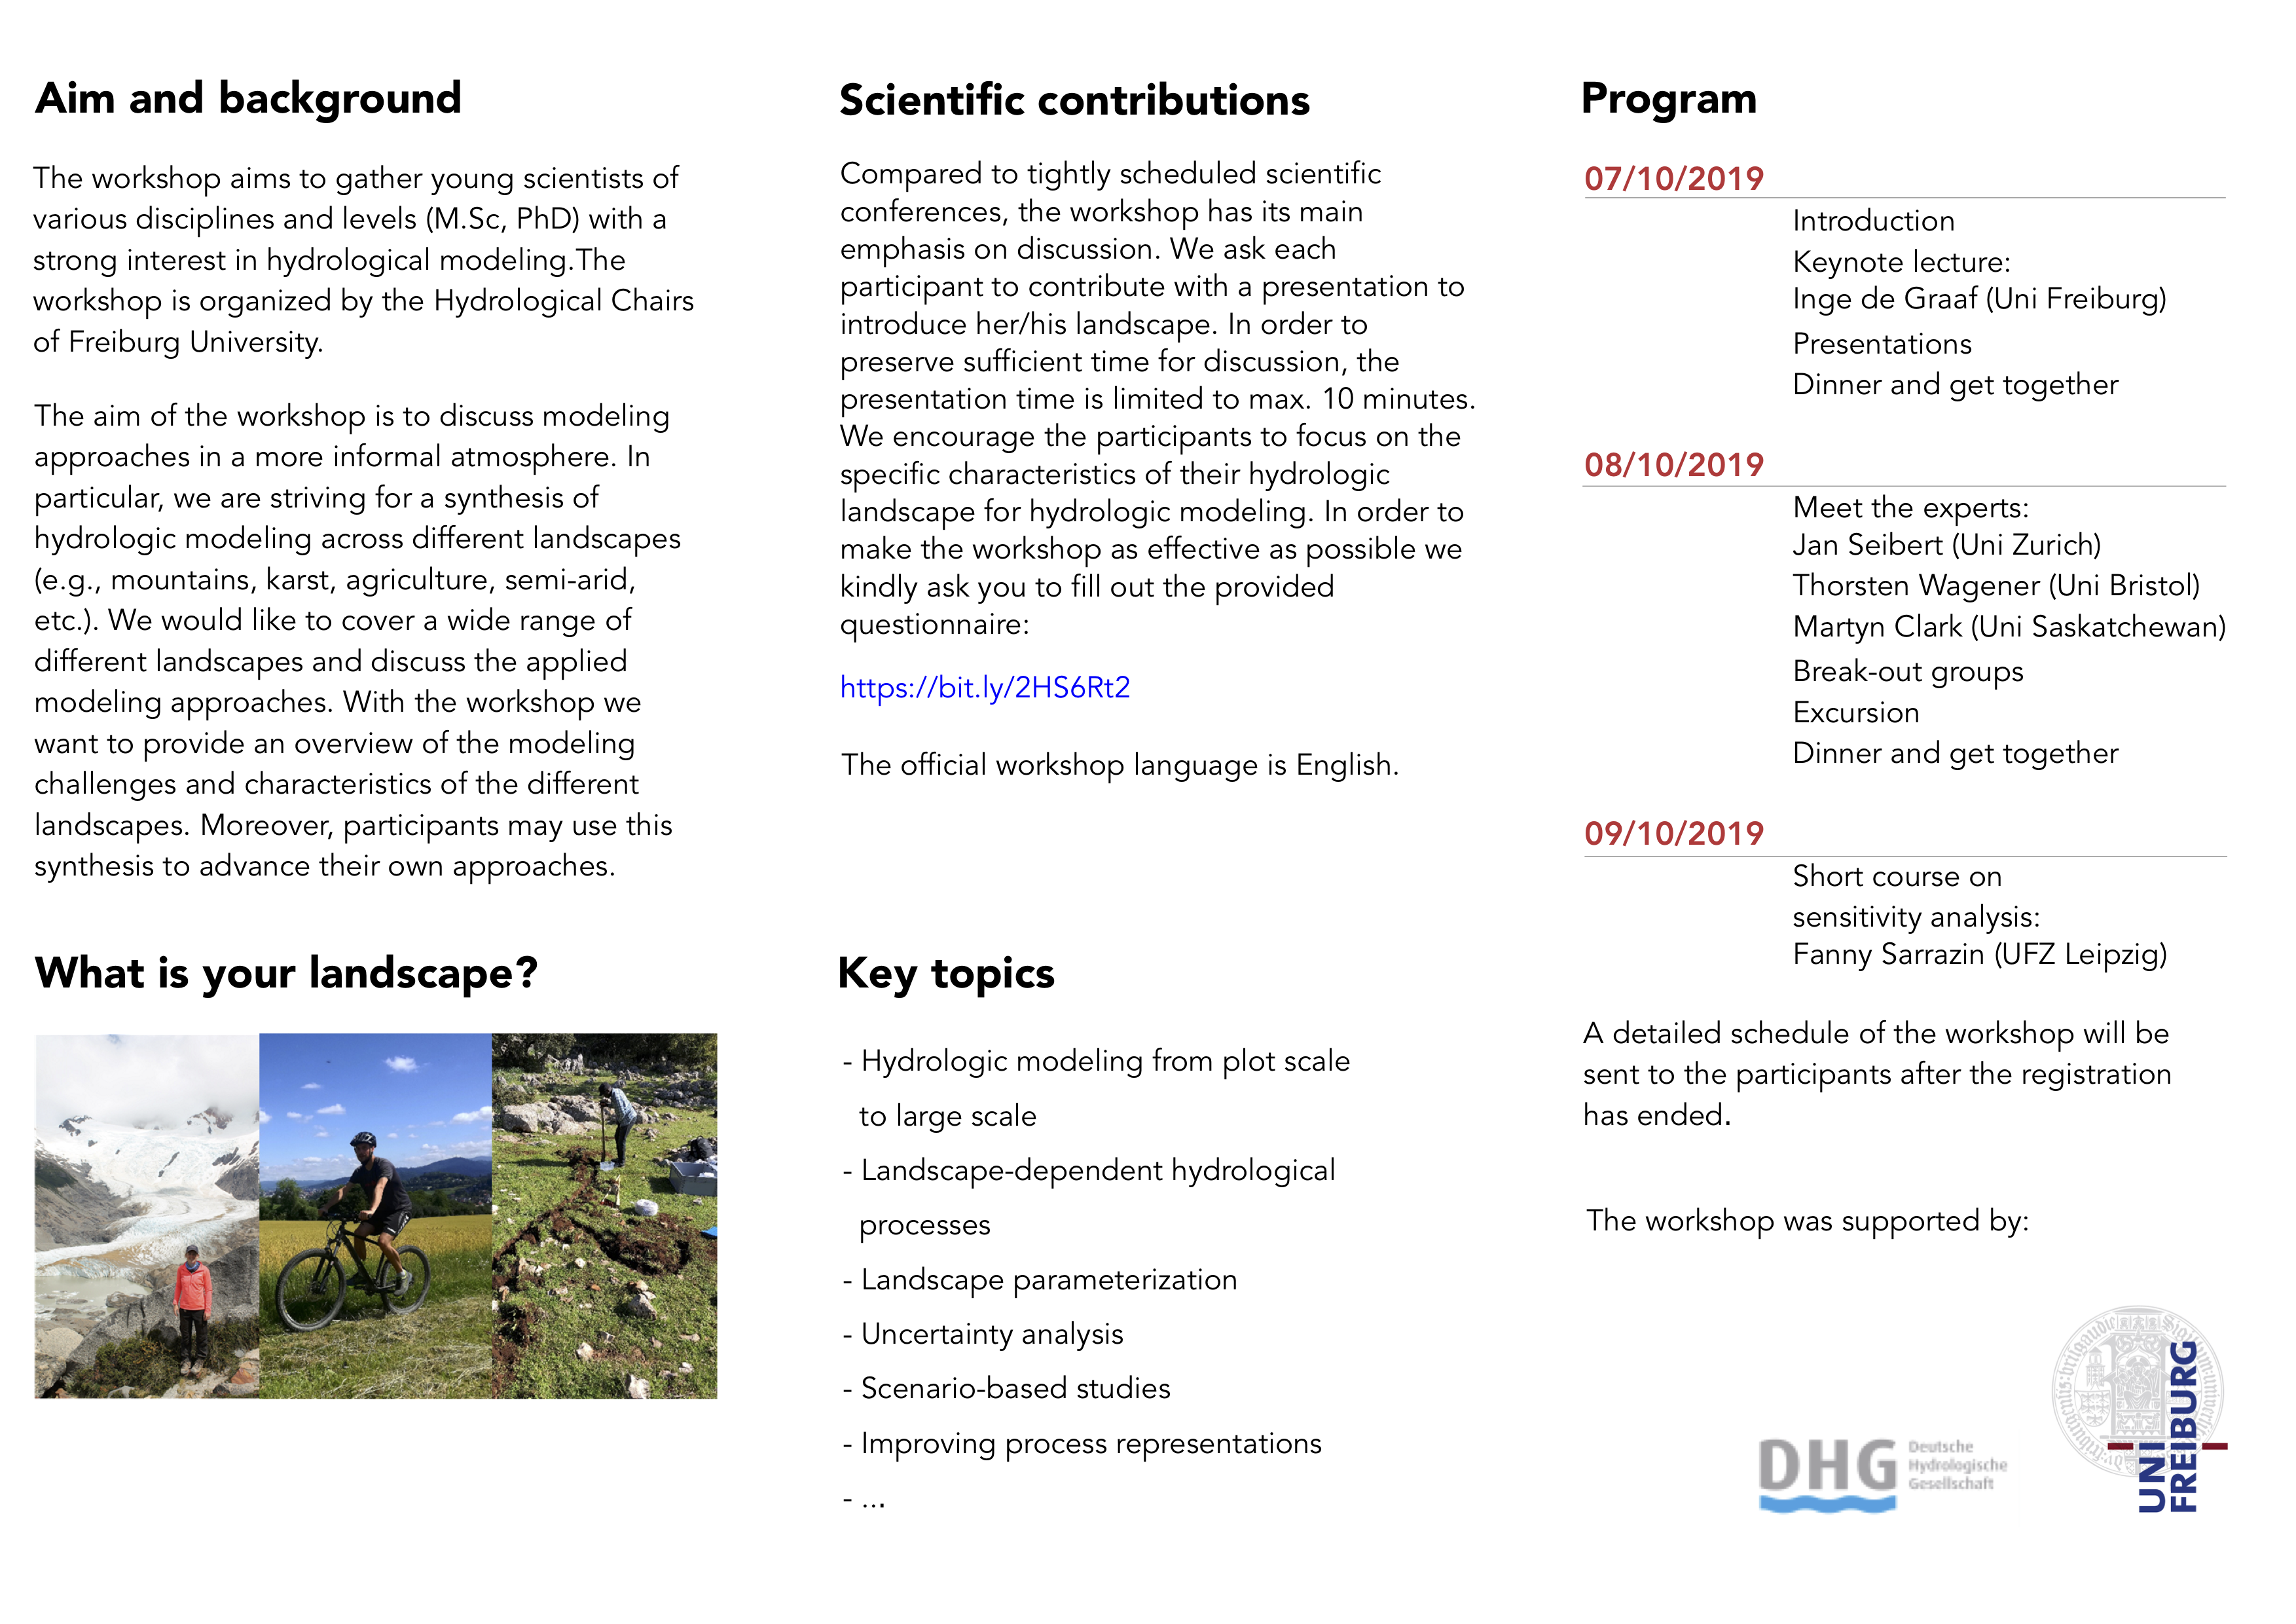 Aim and background
The workshop aims to gather young scientists of
various disciplines and levels (M.Sc, PhD) with a
strong interest in hydrological modeling.The
workshop is organized by the Hydrological Chairs
of Freiburg University.
The aim of the workshop is to discuss modeling
approaches in a more informal atmosphere. In
particular, we are striving for a synthesis of
hydrologic modeling across different landscapes
(e.g., mountains, karst, agriculture, semi-arid,
etc.). We would like to cover a wide range of
different landscapes and discuss the applied
modeling approaches. With the workshop we
want to provide an overview of the modeling
challenges and characteristics of the different
landscapes. Moreover, participants may use this
synthesis to advance their own approaches.
What is your landscape?
Scientific contributions
Compared to tightly scheduled scientific
conferences, the workshop has its main
emphasis on discussion. We ask each
participant to contribute with a presentation to
introduce her/his landscape. In order to
preserve sufficient time for discussion, the
presentation time is limited to max. 10 minutes.
We encourage the participants to focus on the
specific characteristics of their hydrologic
landscape for hydrologic modeling. In order to
make the workshop as effective as possible we
kindly ask you to fill out the provided
questionnaire:
https://bit.ly/2HS6Rt2
The official workshop language is English.
Key topics
- Hydrologic modeling from plot scale
to large scale
- Landscape-dependent hydrological
processes
- Landscape parameterization
- Uncertainty analysis
- Scenario-based studies
- Improving process representations
- ...
Program
07/10/2019
Introduction
Keynote lecture:
Inge de Graaf (Uni Freiburg)
Presentations
Dinner and get together
08/10/2019
Meet the experts:
Jan Seibert (Uni Zurich)
Thorsten Wagener (Uni Bristol)
Martyn Clark (Uni Saskatchewan)
Break-out groups
Excursion
Dinner and get together
09/10/2019
Short course on
sensitivity analysis:
Fanny Sarrazin (UFZ Leipzig)
A detailed schedule of the workshop will be
sent to the participants after the registration
has ended.
The workshop was supported by:
DHG
Deutsche
Hydrologische
Gesellschaft
UNI
FREIBURG